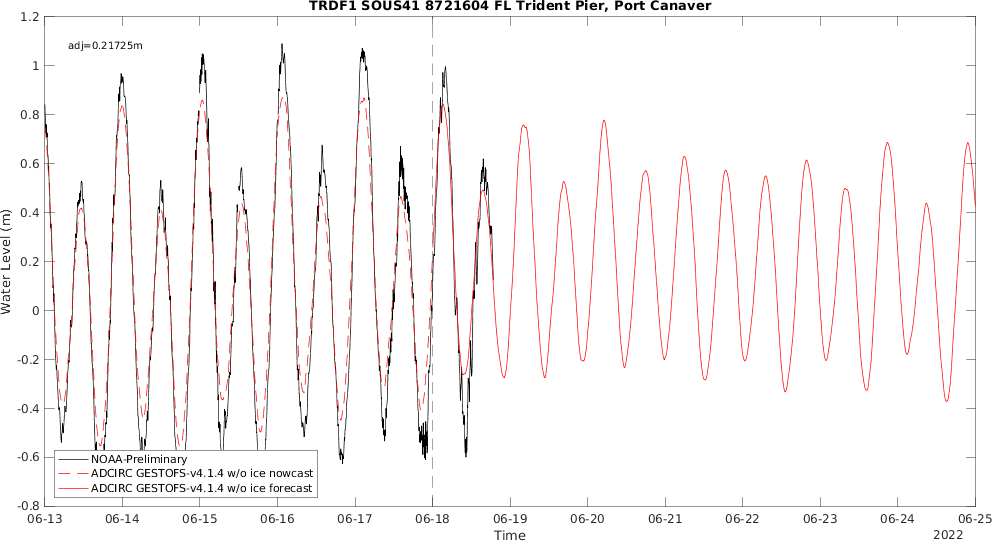 TRDF1 SOUS41 8721604 FL Trident Pier, Port Canaver
adj=0.21725m
1.2
1
0.8
0.6
0.4
0.2
0
-0.2
-0.4
-0.6
-0.8
Water Level (m)
NOAA-Preliminary
ADCIRC GESTOFS-v4.1.4 w/o ice nowcast
ADCIRC GESTOFS-v4.1.4 w/o ice forecast
06-13 06-14 06-15 06-16 06-17 06-18 06-19 06-20 06-21 06-22 06-23 06-24 06-25
Time
2022